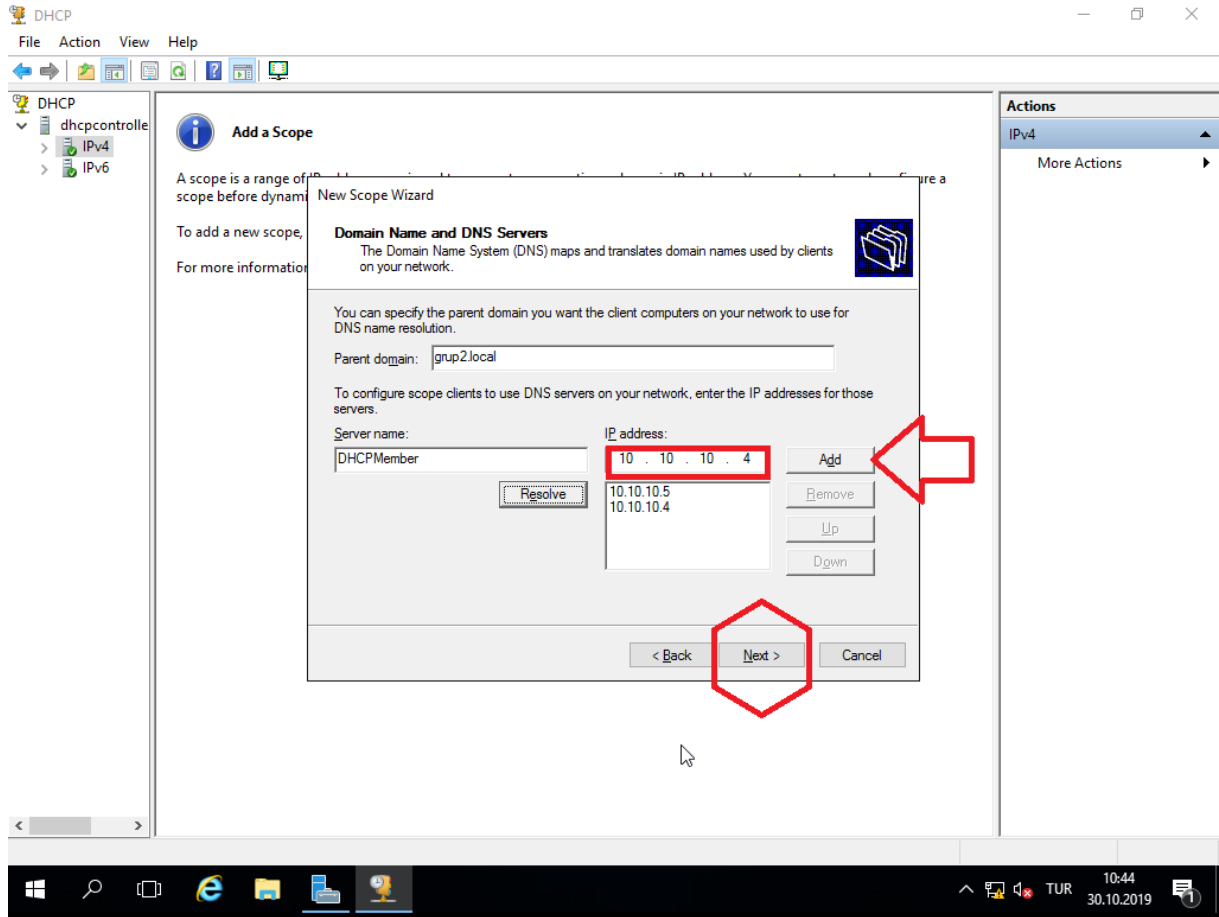 DHCP
File Action View Help
DHCP
dhcpcontrolle
IPv4
IPv6
Add a Scope
A scope is a range of
scope before dynami
To add a new scope,
For more information
Actions
IPv4
More Actions
New Scope Wizard
Domain Name and DNS Servers
The Domain Name System (DNS) maps and translates domain names used by clients
on your network.
You can specify the parent domain you want the client computers on your network to use for
DNS name resolution.
Parent domain: grup2.local
To configure scope clients to use DNS servers on your network, enter the IP addresses for those
servers.
Server name: IP address:
DHCPMember 10 . 10 . 10 . 4 Add
Resolve 10.10.10.5 Remove
10.10.10.4
Up
Down
< Back Next > Cancel
TUR
10:44
30.10.2019
1